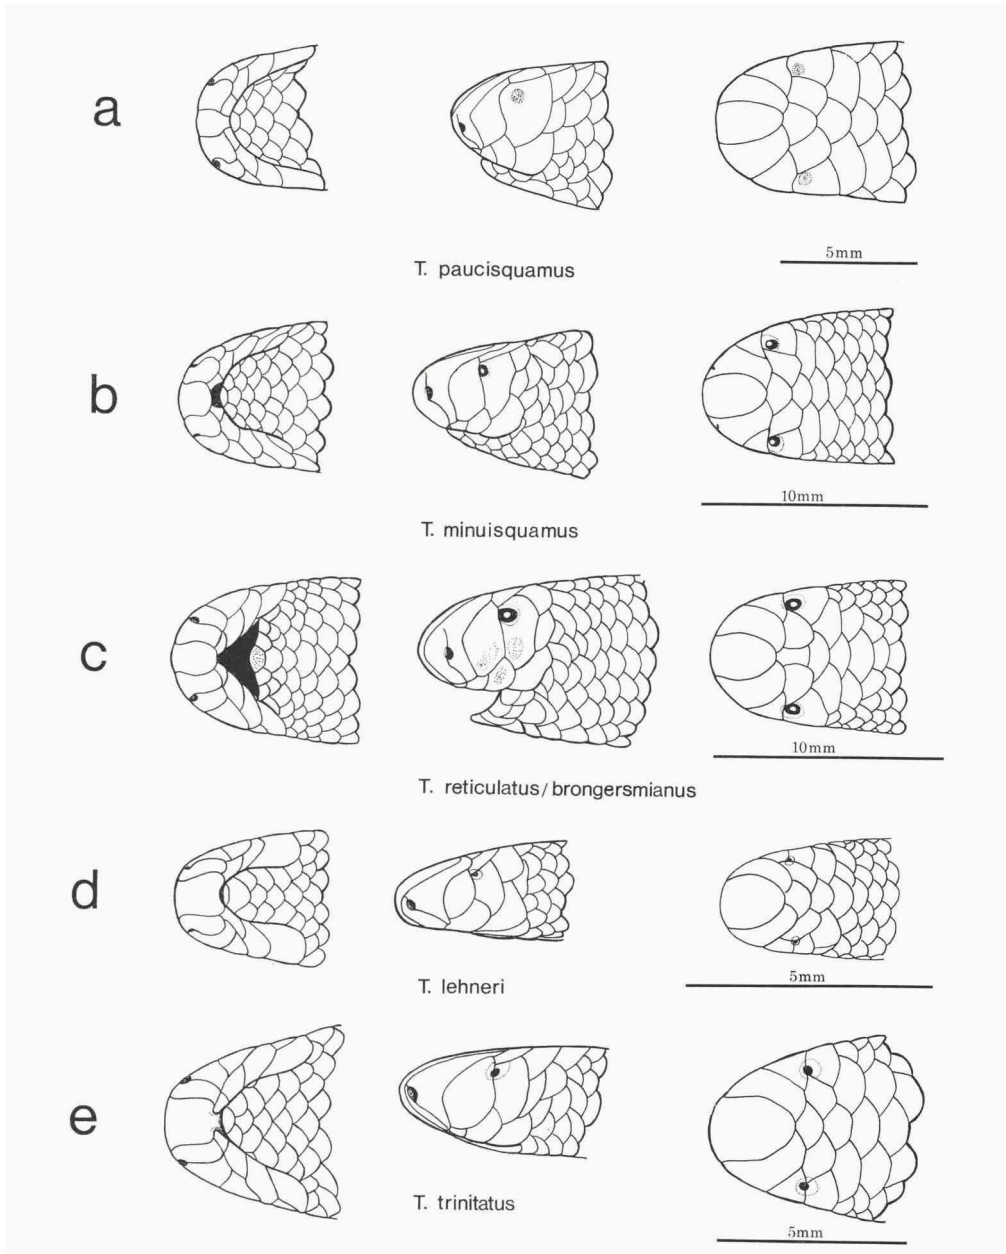 a
5mm
T. paucisquamus
b
10mm
T. minuisquamus
c
10mm
T. reticulatus/brongersmianus
d
5mm
T. lehneri
e
T. trinitatus
5mm